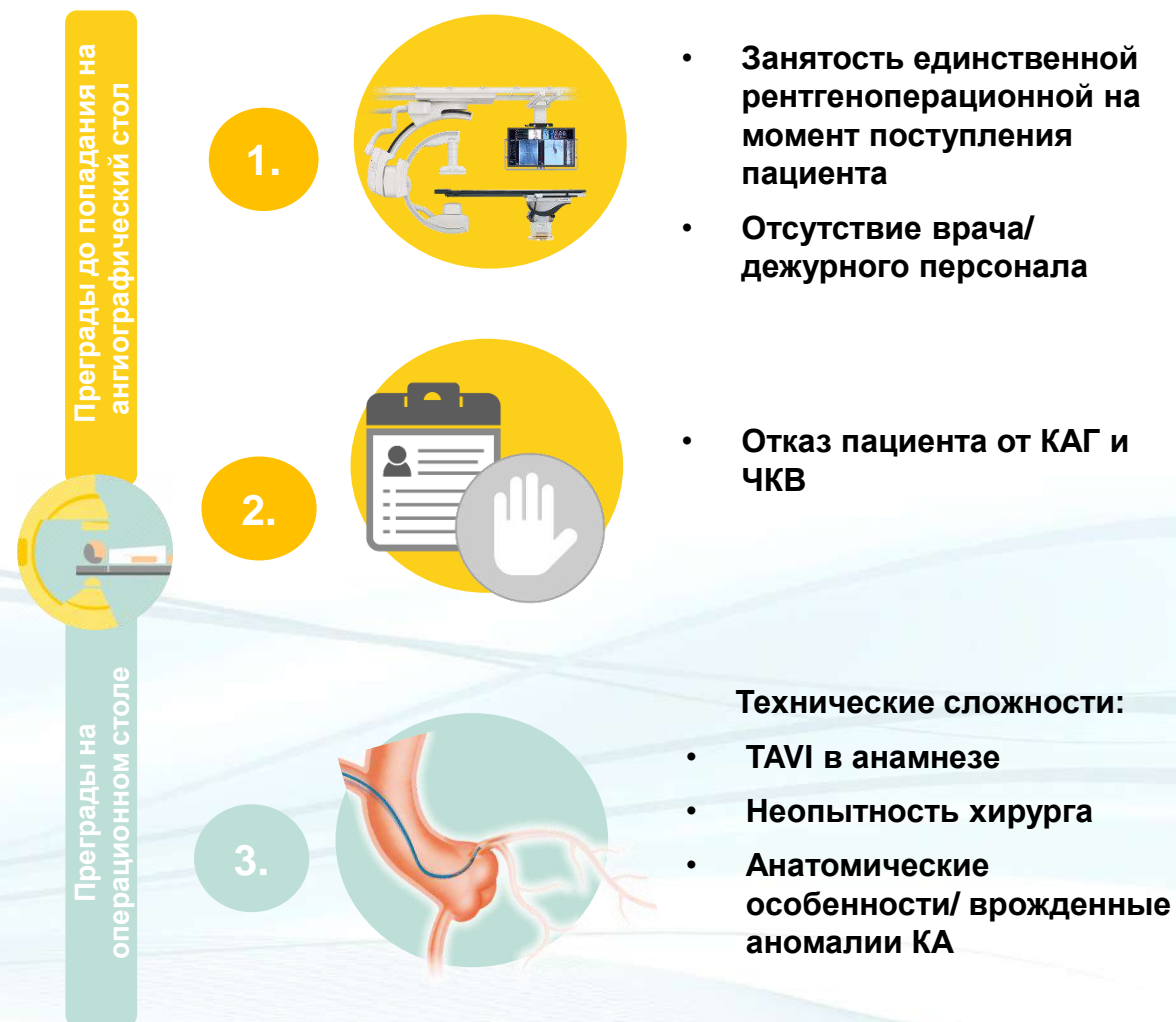 Преграды до попадания на
ангиографический стол
1.
• Занятость единственной
рентгеноперационной на
момент поступления
пациента
• Отсутствие врача/
дежурного персонала
2.
• Отказ пациента от КАГ и
ЧКВ
Преграды на
операционном столе
3.
Технические сложности:
• TAVI в анамнезе
• Неопытность хирурга
• Анатомические
особенности/ врожденные
аномалии КА